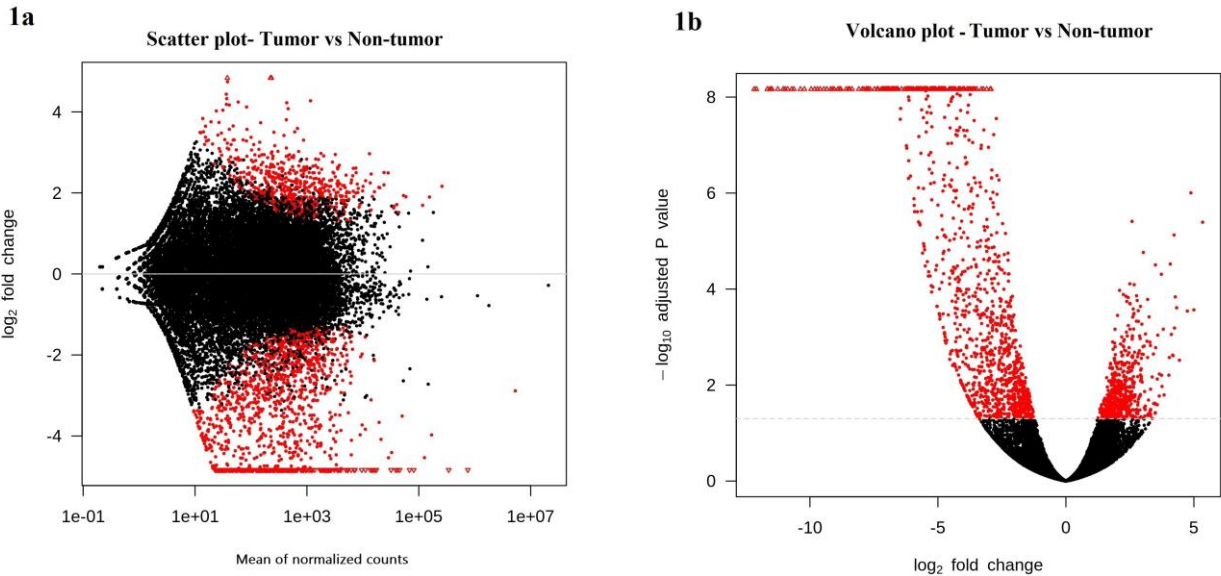 1a
Scatter plot- Tumor vs Non-tumor
log2 fold change
4
2
0
-2
-4
1e-01 1e+01 1e+03 1e+05 1e+07
Mean of normalized counts
1b
Volcano plot - Tumor vs Non-tumor
– log10 adjusted P value
8
6
4
2
0
-10 -5 0 5
log2 fold change